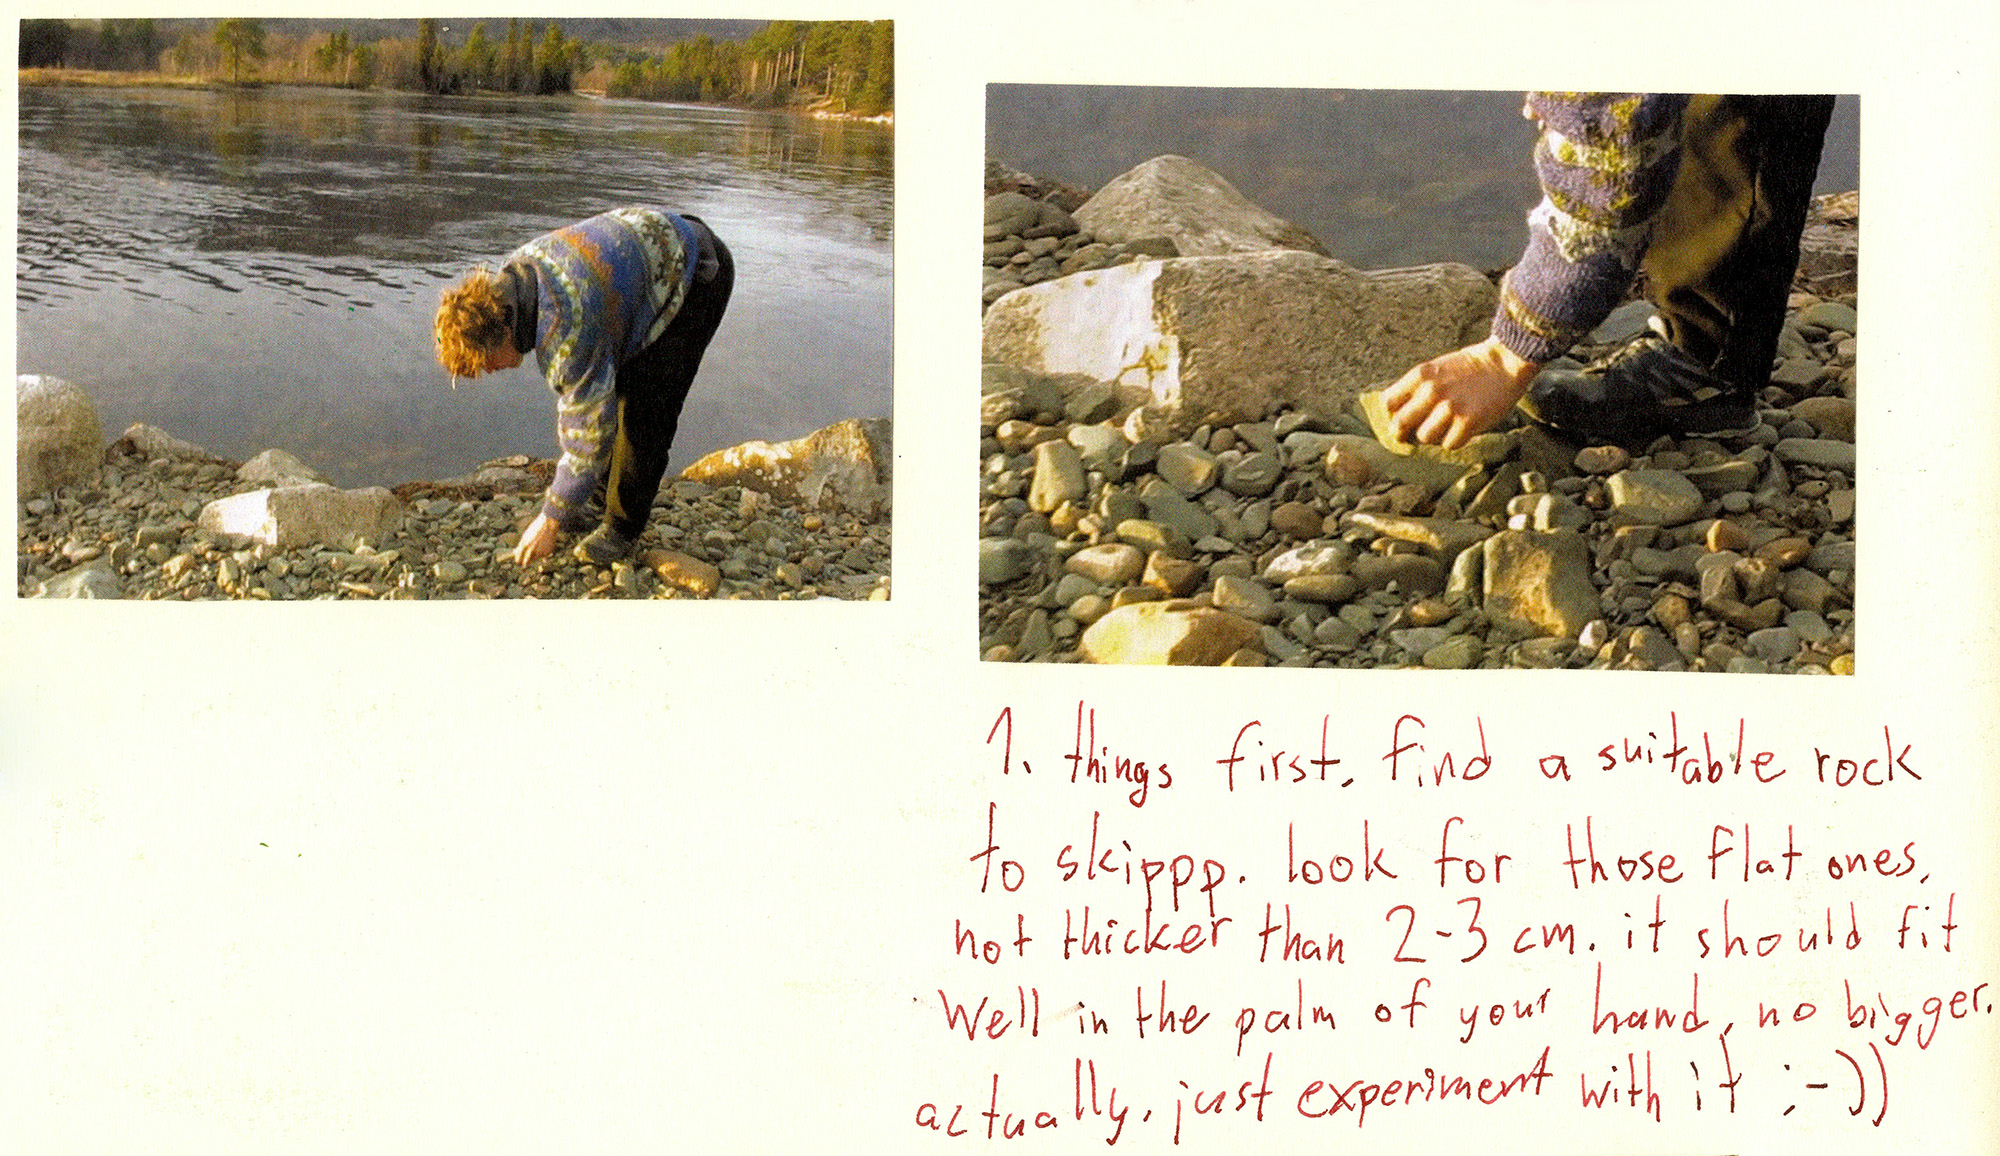 1. things first, find a suitable rock
to skippp. look for those flat ones,
not thicker than 2-3 cm. it should fit
well in the palm of your hand, no bigger.
actually, just experiment with it ;-))